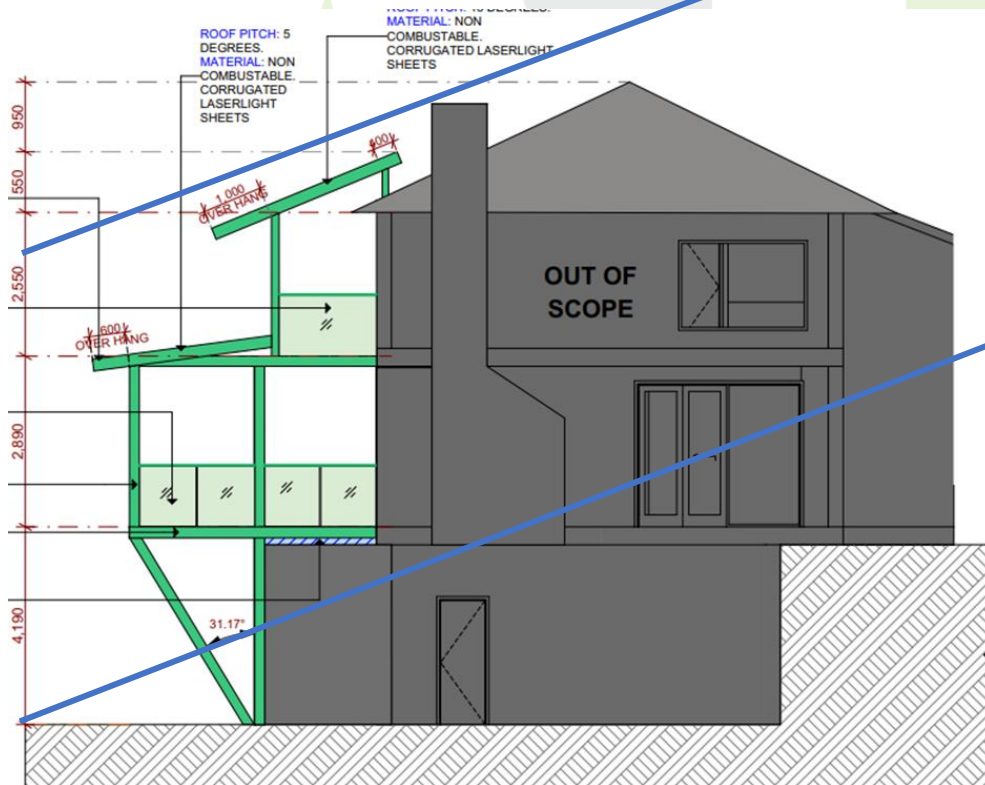 MATERIAL: NON
COMBUSTABLE.
CORRUGATED LASERLIGHT
SHEETS
ROOF PITCH: 5
DEGREES.
MATERIAL: NON
COMBUSTABLE.
CORRUGATED
LASERLIGHT
SHEETS
950
550
2,550
2,890
4,190
400
1,000
OVER HANG
600
OVER HANG
OUT OF
SCOPE
31.17°